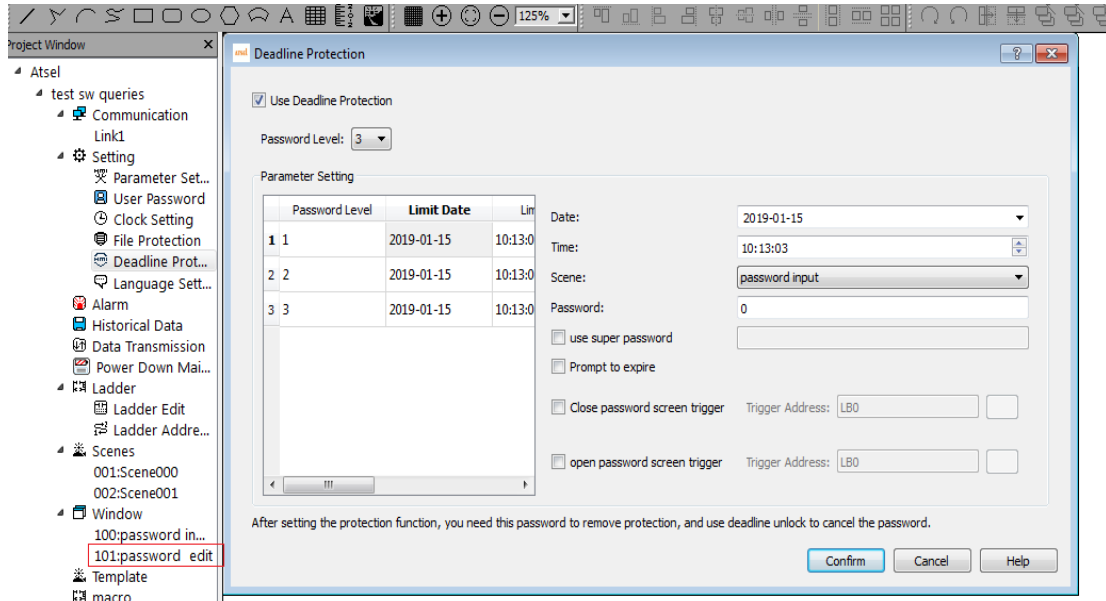 A
125%
Project Window
Atsel
test sw queries
Communication
Link1
Setting
Parameter Set...
User Password
Clock Setting
File Protection
Deadline Prot...
Language Sett...
Alarm
Historical Data
Data Transmission
Power Down Mai...
Ladder
Ladder Edit
Ladder Addre...
Scenes
001:Scene000
002:Scene001
Window
100:password in...
101:password edit
Template
macro
Deadline Protection
Use Deadline Protection
Password Level: 3
Parameter Setting
Password Level Limit Date Lim
1 1 2019-01-15 10:13:0
2 2 2019-01-15 10:13:0
3 3 2019-01-15 10:13:0
Date: 2019-01-15
Time: 10:13:03
Scene: password input
Password: 0
use super password
Prompt to expire
Close password screen trigger Trigger Address: LB0
open password screen trigger Trigger Address: LB0
After setting the protection function, you need this password to remove protection, and use deadline unlock to cancel the password.
Confirm Cancel Help